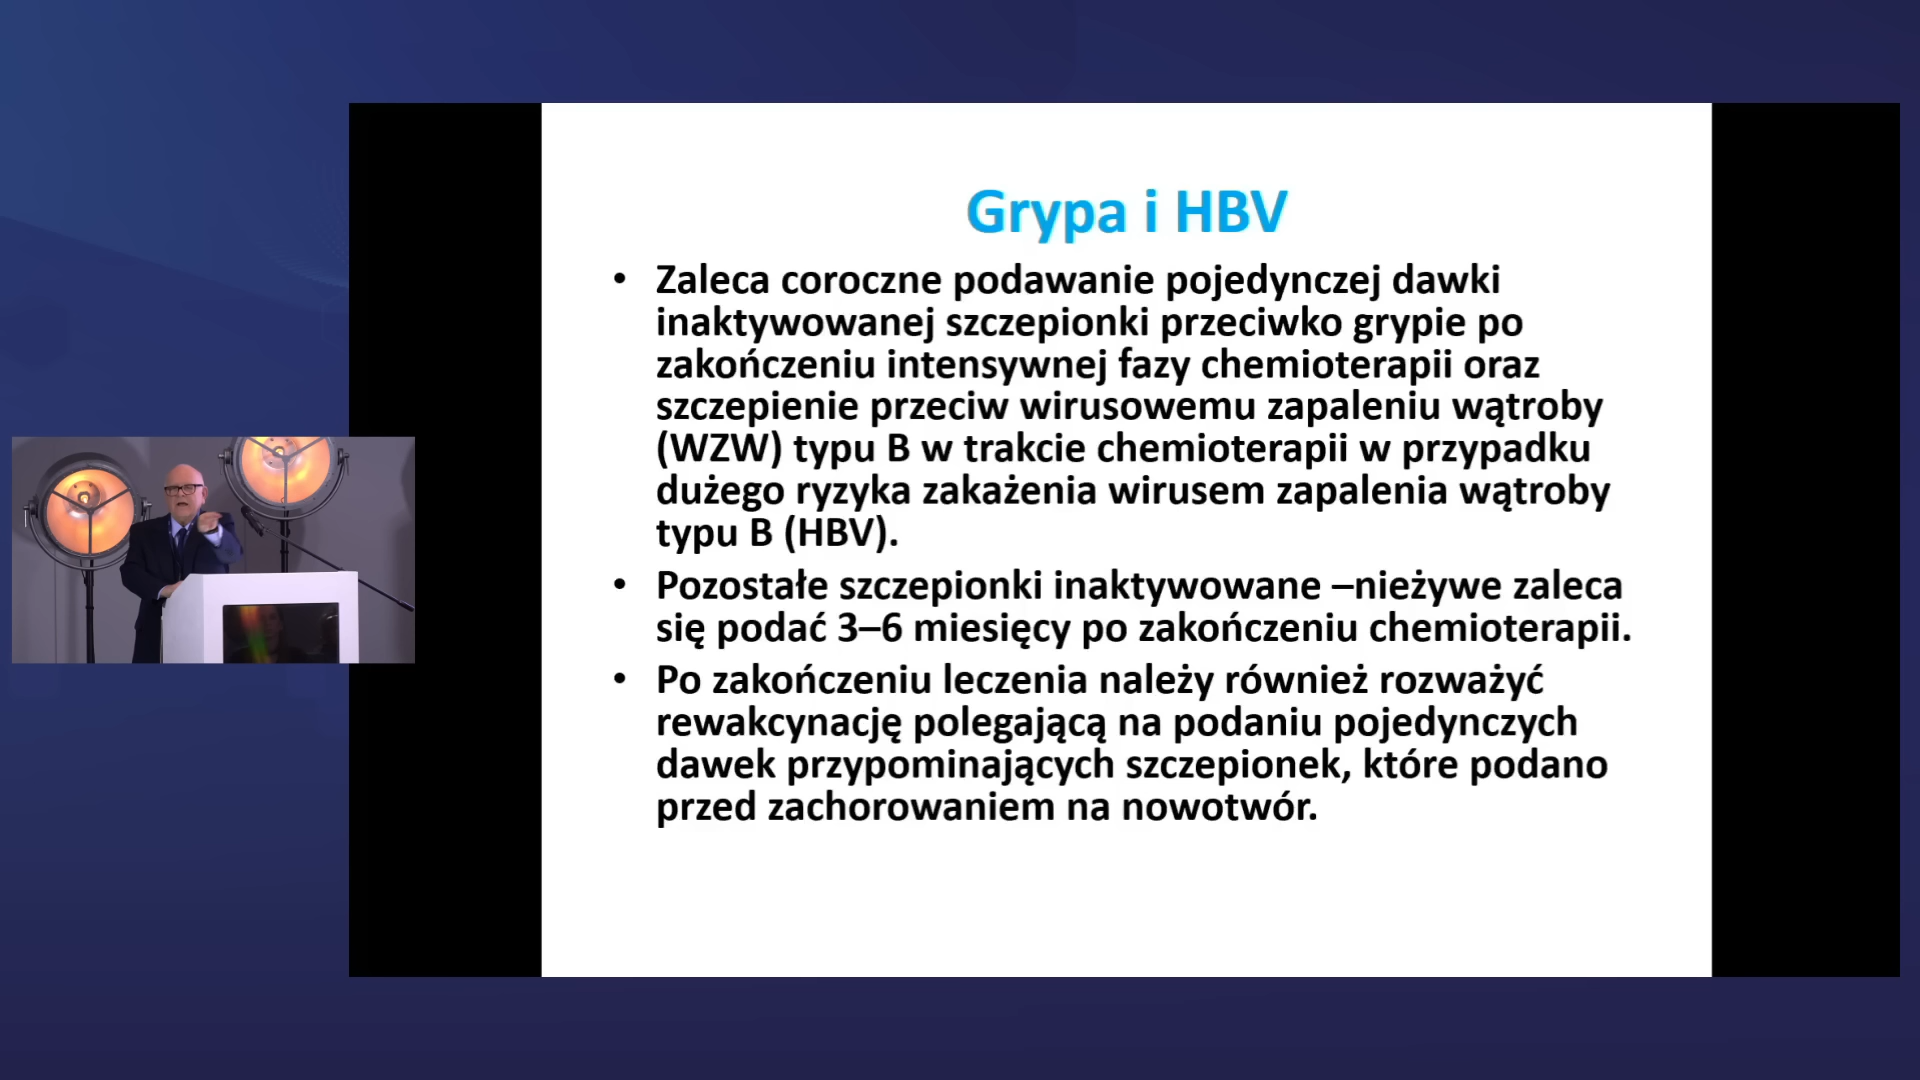 Grypa i HBV
• Zaleca coroczne podawanie pojedynczej dawki
inaktywowanej szczepionki przeciwko grypie po
zakończeniu intensywnej fazy chemioterapii oraz
szczepienie przeciw wirusowemu zapaleniu wątroby
(WZW) typu B w trakcie chemioterapii w przypadku
dużego ryzyka zakażenia wirusem zapalenia wątroby
typu B (HBV).
• Pozostałe szczepionki inaktywowane –nieżywe zaleca
się podać 3–6 miesięcy po zakończeniu chemioterapii.
• Po zakończeniu leczenia należy również rozważyć
rewakcynację polegającą na podaniu pojedynczych
dawek przypominających szczepionek, które podano
przed zachorowaniem na nowotwór.